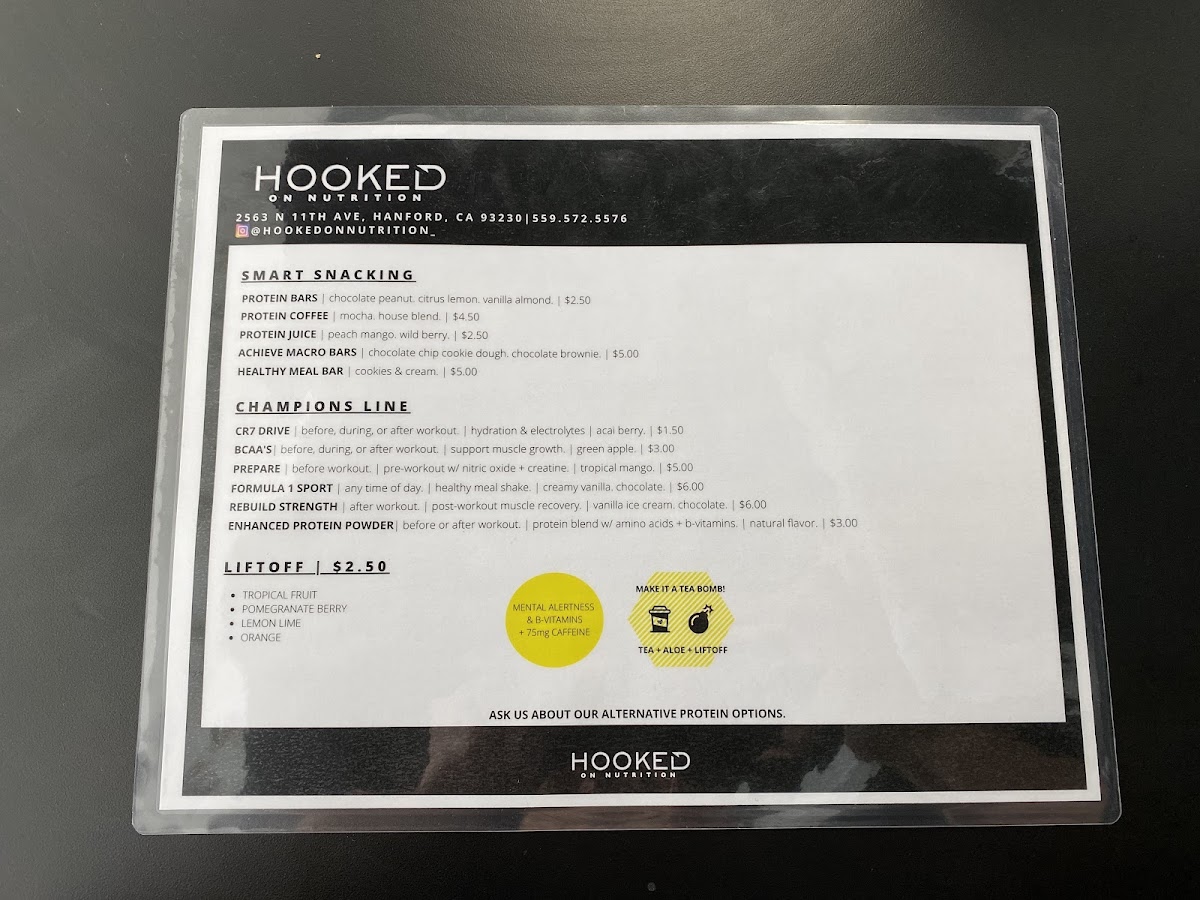 HOOKED
ON NUTRITION
2563 N 11TH AVE, HANFORD, CA 93230|559.572.5576
@HOOKEDONNUTRITION_
SMART SNACKING
PROTEIN BARS | chocolate peanut. citrus lemon. vanilla almond. | $2.50
PROTEIN COFFEE | mocha. house blend. | $4.50
PROTEIN JUICE | peach mango. wild berry. | $2.50
ACHIEVE MACRO BARS | chocolate chip cookie dough. chocolate brownie. | $5.00
HEALTHY MEAL BAR | cookies & cream. | $5.00
CHAMPIONS LINE
CR7 DRIVE | before, during, or after workout. | hydration & electrolytes | acai berry. | $1.50
BCAA'S| before, during, or after workout. | support muscle growth. | green apple. | $3.00
PREPARE | before workout. | pre-workout w/ nitric oxide + creatine. | tropical mango. | $5.00
FORMULA 1 SPORT | any time of day. | healthy meal shake. | creamy vanilla. chocolate. | $6.00
REBUILD STRENGTH | after workout. | post-workout muscle recovery. | vanilla ice cream. chocolate. | $6.00
ENHANCED PROTEIN POWDER| before or after workout. | protein blend w/ amino acids + b-vitamins. | natural flavor. | $3.00
LIFTOFF | $2.50
• TROPICAL FRUIT
• POMEGRANATE BERRY
• LEMON LIME
• ORANGE
MENTAL ALERTNESS
& B-VITAMINS
+ 75mg CAFFEINE
MAKE IT A TEA BOMB!
TEA + ALOE + LIFTOFF
ASK US ABOUT OUR ALTERNATIVE PROTEIN OPTIONS.
HOOKED
ON NUTRITION